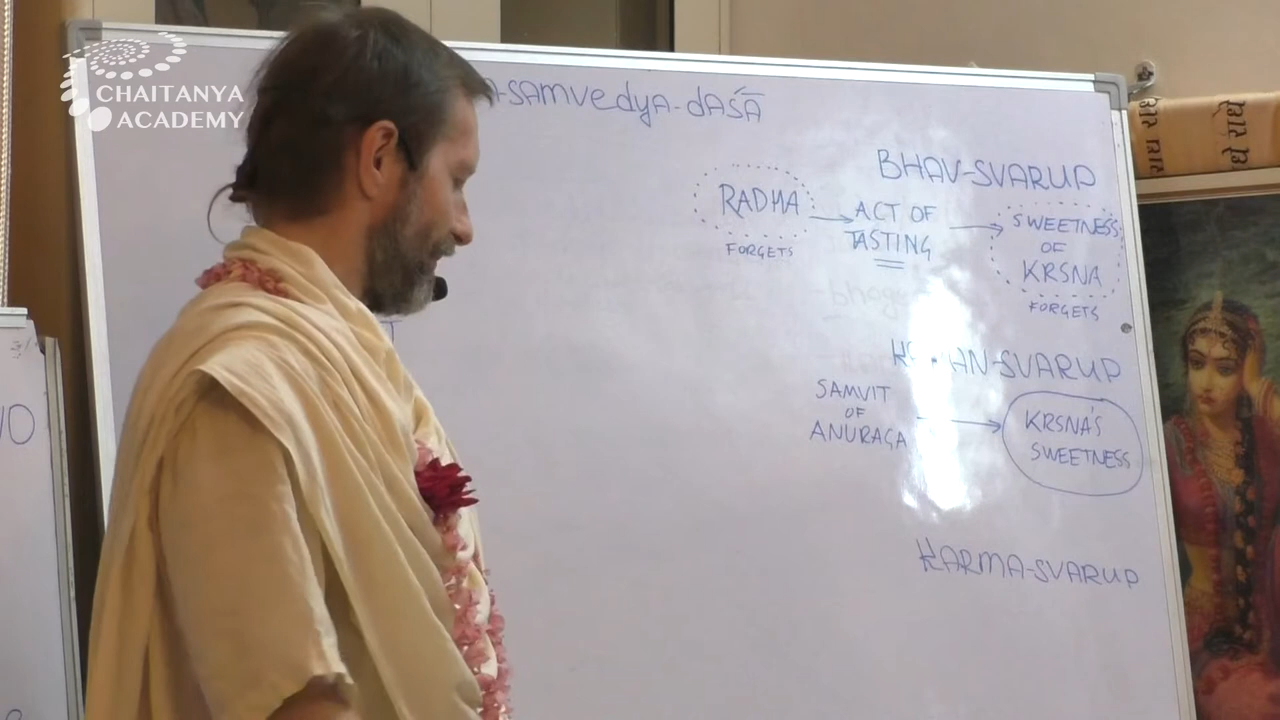 CHAITANYA
ACADEMY
-SAMVedyA-dAŚĀ
BHAV-SVARUP
RADHA
FORGETS
ACT OF
TASTING
SWEETNESS
OF
KRSNA
FORGETS
SAMVIT
OF
ANURAGA
KRSNA'S
SWEETNESS
KARMA-SVARUP